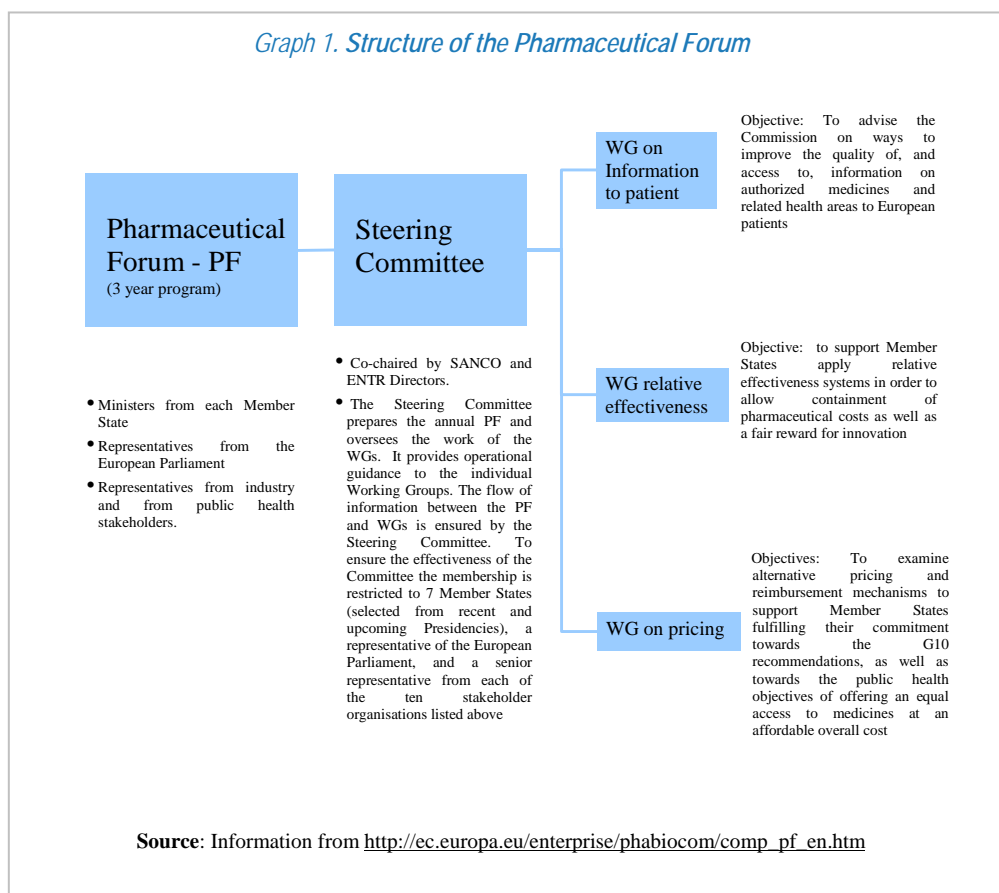 Graph 1. Structure of the Pharmaceutical Forum
Pharmaceutical
Forum - PF
(3 year program)
• Ministers from each Member
State
• Representatives from the
European Parliament
• Representatives from industry
and from public health
stakeholders.
Steering
Committee
• Co-chaired by SANCO and
ENTR Directors.
• The Steering Committee
prepares the annual PF and
oversees the work of the
WGs. It provides operational
guidance to the individual
Working Groups. The flow of
information between the PF
and WGs is ensured by the
Steering Committee. To
ensure the effectiveness of the
Committee the membership is
restricted to 7 Member States
(selected from recent and
upcoming Presidencies), a
representative of the European
Parliament, and a senior
representative from each of
the ten stakeholder
organisations listed above
WG on
Information
to patient
Objective: To advise the
Commission on ways to
improve the quality of, and
access to, information on
authorized medicines and
related health areas to European
patients
WG relative
effectiveness
Objective: to support Member
States apply relative
effectiveness systems in order to
allow containment of
pharmaceutical costs as well as
a fair reward for innovation
WG on pricing
Objectives: To examine
alternative pricing and
reimbursement mechanisms to
support Member States
fulfilling their commitment
towards the G10
recommendations, as well as
towards the public health
objectives of offering an equal
access to medicines at an
affordable overall cost
Source: Information from http://ec.europa.eu/enterprise/phabiocom/comp_pf_en.htm